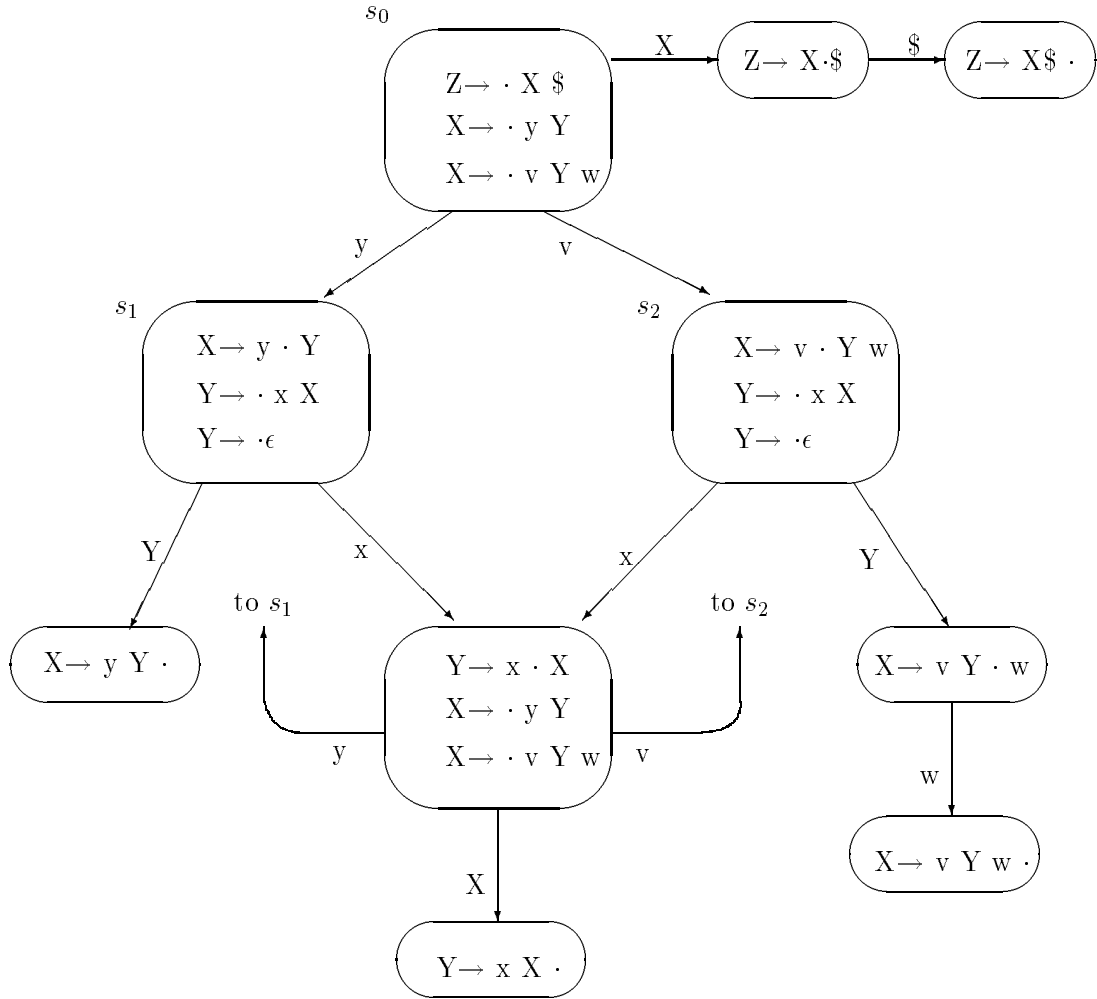 s0
Z→ · X $
X→ · y Y
X→ · v Y w
X
Z→ X·$
$
Z→ X$ ·
y
v
s1
X→ y · Y
Y→ · x X
Y→ ·ϵ
s2
X→ v · Y w
Y→ · x X
Y→ ·ϵ
Y
x
x
Y
to s1
to s2
X→ y Y ·
Y→ x · X
X→ · y Y
X→ · v Y w
X→ v Y · w
y
v
w
X→ v Y w ·
X
Y→ x X ·